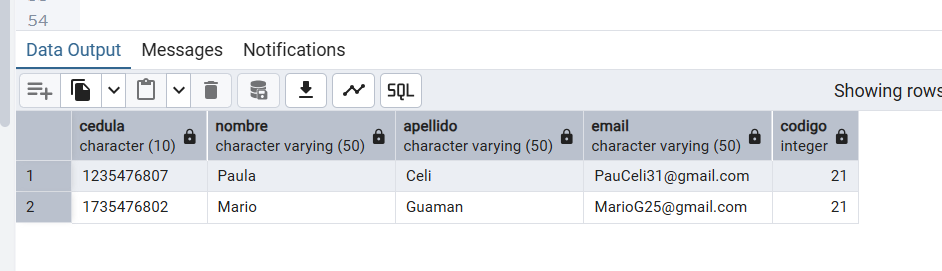 54
Data Output Messages Notifications
SQL Showing rows
cedula nombre apellido email codigo
character (10) character varying (50) character varying (50) character varying (50) integer
1 1235476807 Paula Celi PauCeli31@gmail.com 21
2 1735476802 Mario Guaman MarioG25@gmail.com 21